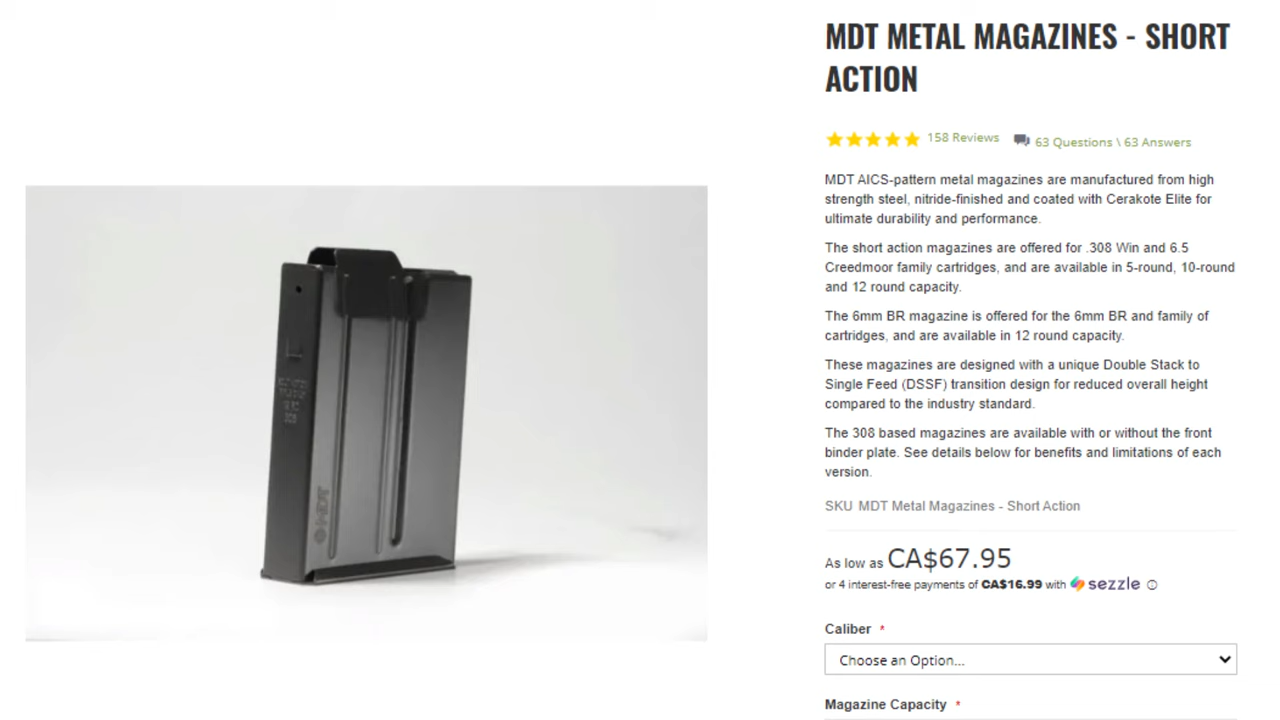 MDT METAL MAGAZINES - SHORT
ACTION
158 Reviews
63 Questions \ 63 Answers
MDT AICS-pattern metal magazines are manufactured from high
strength steel, nitride-finished and coated with Cerakote Elite for
ultimate durability and performance.
The short action magazines are offered for .308 Win and 6.5
Creedmoor family cartridges, and are available in 5-round, 10-round
and 12 round capacity.
The 6mm BR magazine is offered for the 6mm BR and family of
cartridges, and are available in 12 round capacity.
These magazines are designed with a unique Double Stack to
Single Feed (DSSF) transition design for reduced overall height
compared to the industry standard.
The 308 based magazines are available with or without the front
binder plate. See details below for benefits and limitations of each
version.
SKU MDT Metal Magazines - Short Action
As low as CA$67.95
or 4 interest-free payments of CA$16.99 with sezzle
Caliber *
Choose an Option...
Magazine Capacity *
MDT